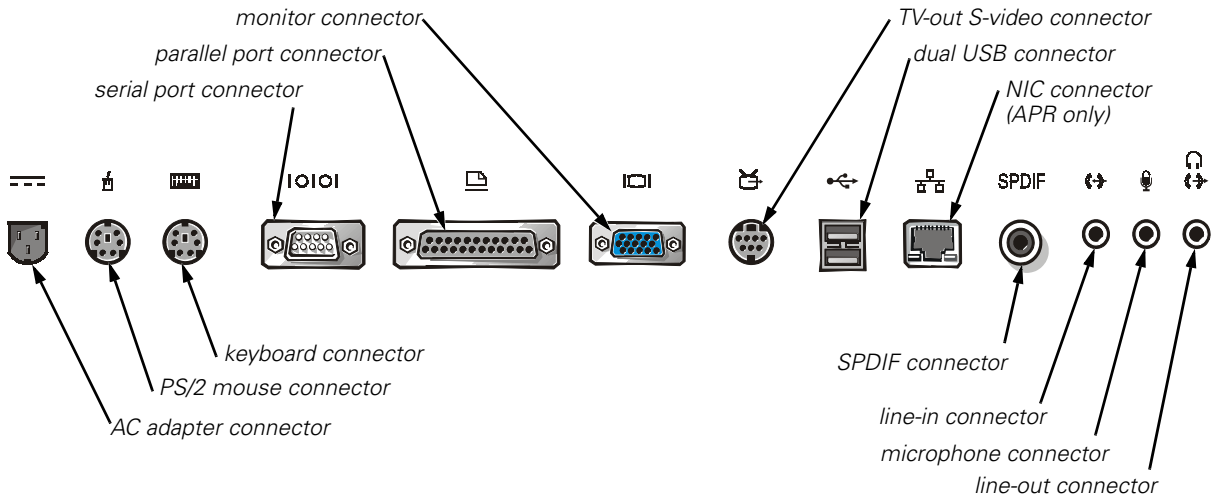 monitor connector
TV-out S-video connector
parallel port connector
dual USB connector
serial port connector
NIC connector
(APR only)
SPDIF
keyboard connector
SPDIF connector
PS/2 mouse connector
line-in connector
AC adapter connector
microphone connector
line-out connector